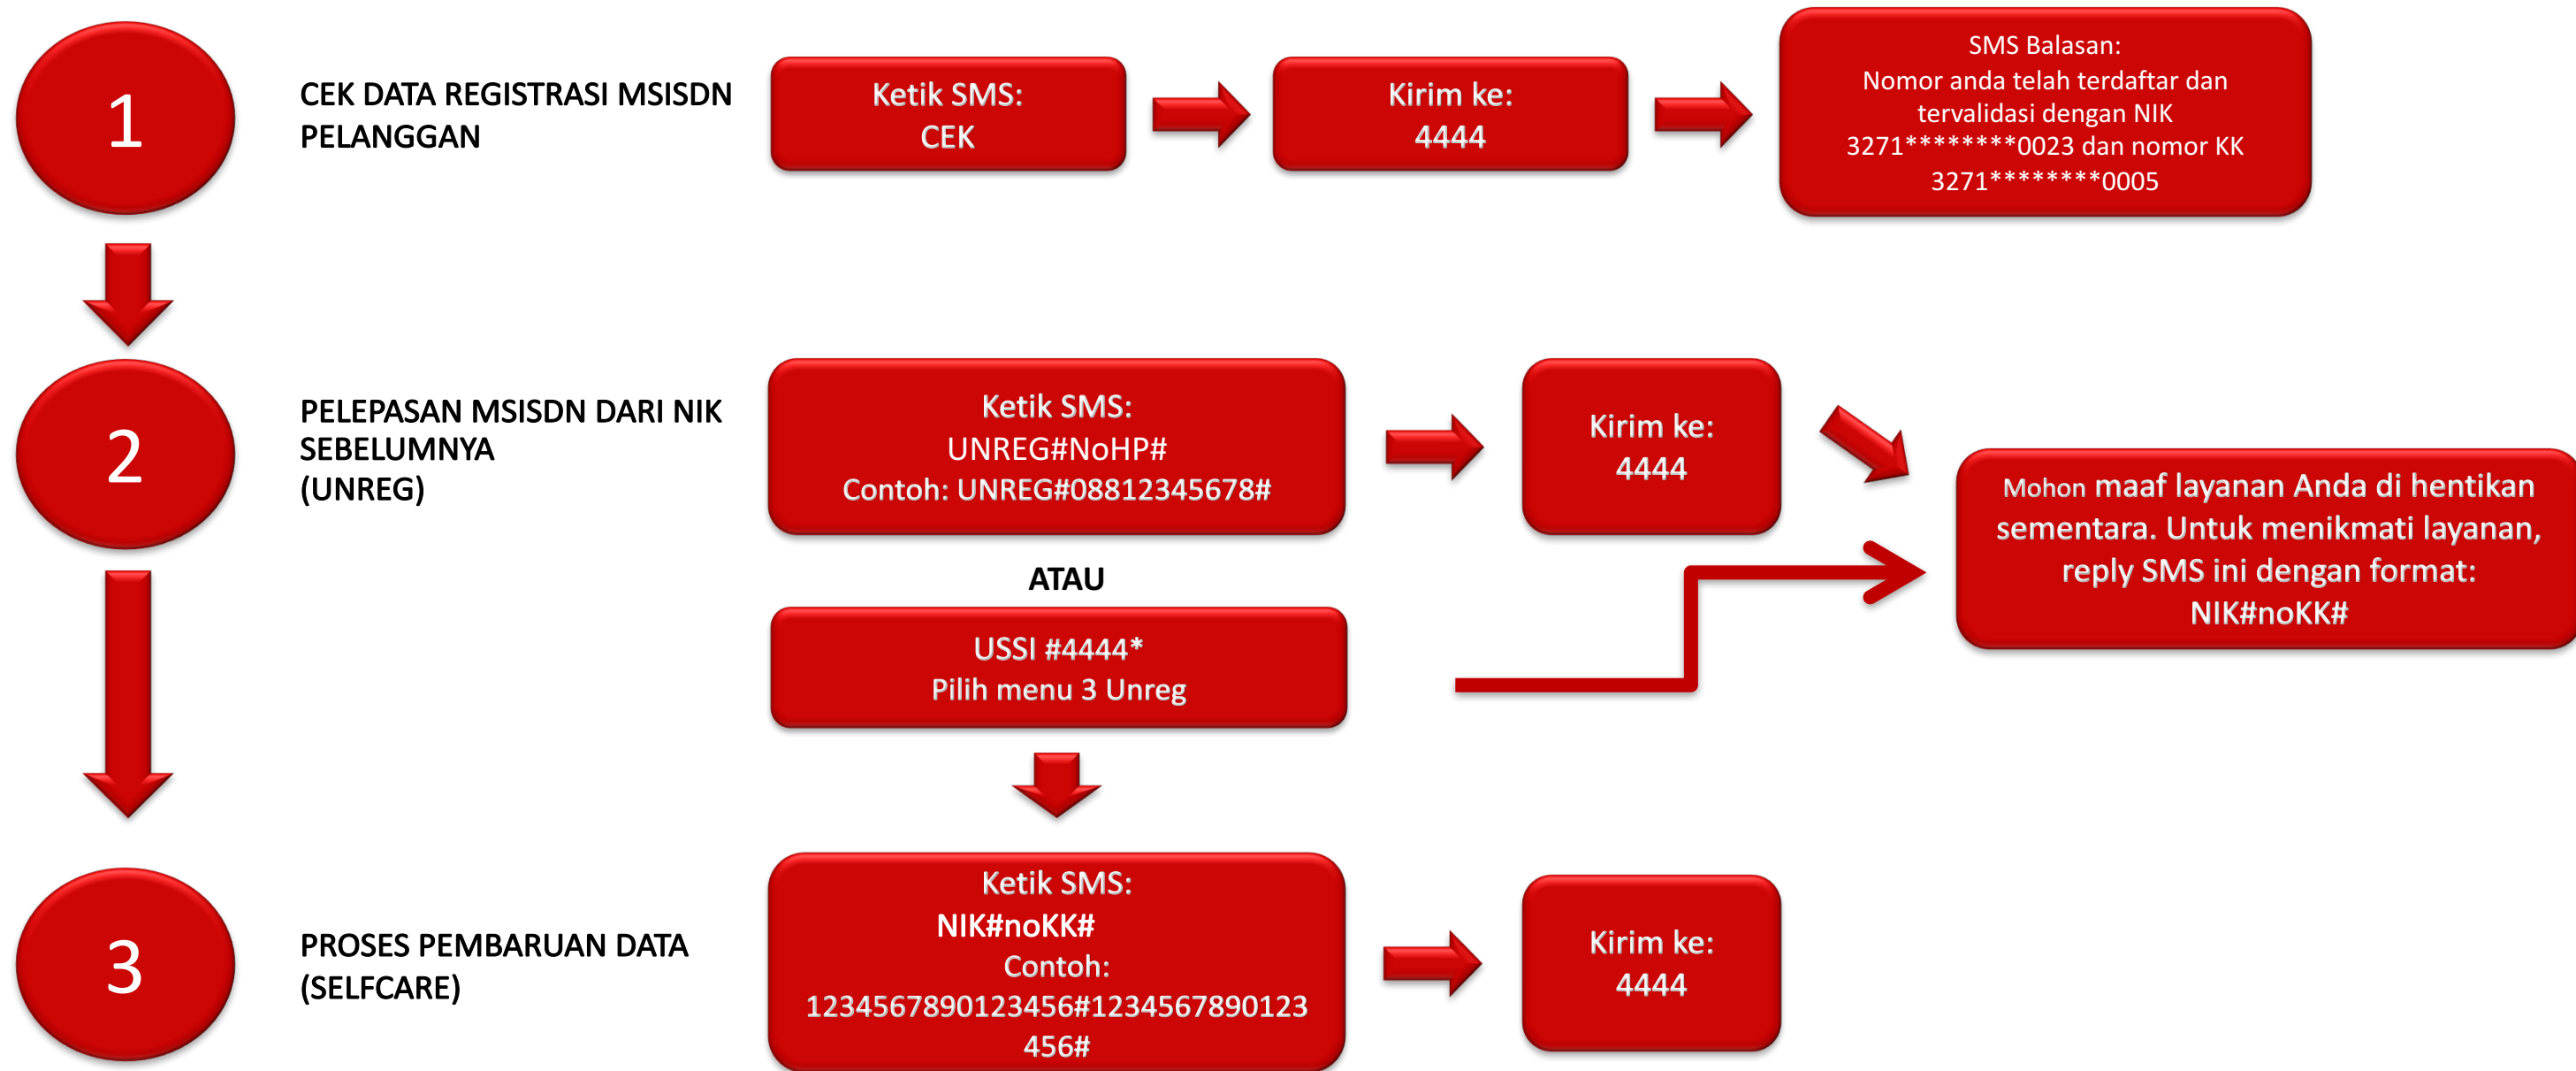 1
CEK DATA REGISTRASI MSISDN
PELANGGAN
Ketik SMS:
CEK
Kirim ke:
4444
SMS Balasan:
Nomor anda telah terdaftar dan
tervalidasi dengan NIK
3271********0023 dan nomor KK
3271********0005
2
PELEPASAN MSISDN DARI NIK
SEBELUMNYA
(UNREG)
Ketik SMS:
UNREG#NoHP#
Contoh: UNREG#08812345678#
Kirim ke:
4444
ATAU
USSI #4444*
Pilih menu 3 Unreg
Mohon maaf layanan Anda di hentikan
sementara. Untuk menikmati layanan,
reply SMS ini dengan format:
NIK#noKK#
3
PROSES PEMBARUAN DATA
(SELFCARE)
Ketik SMS:
NIK#noKK#
Contoh:
1234567890123456#1234567890123
456#
Kirim ke:
4444